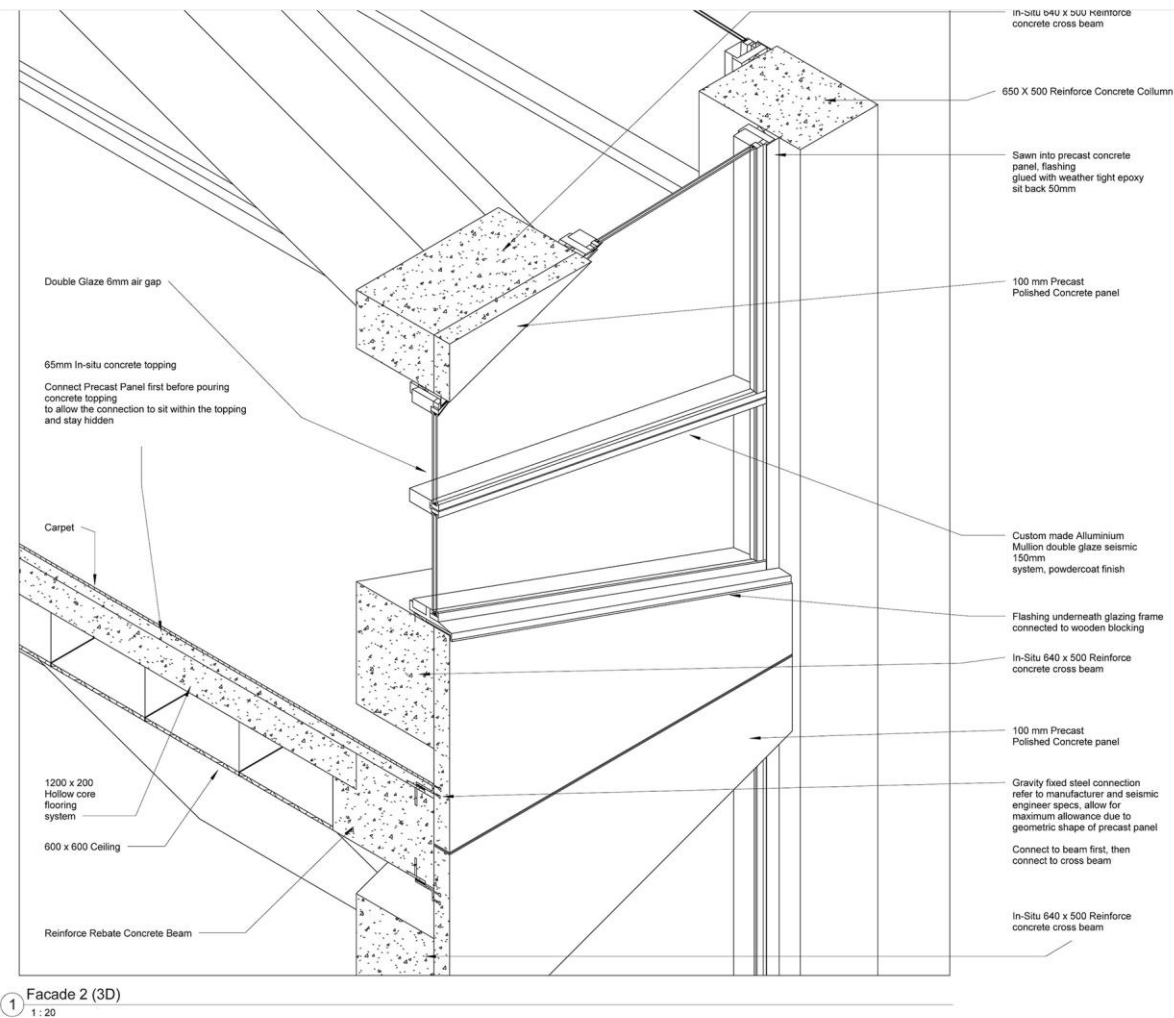 In-Situ 640 x 500 Reinforce
concrete cross beam
650 X 500 Reinforce Concrete Coilumn
Sawn into precast concrete
panel, flashing
glued with weather tight epoxy
sit back 50mm
Double Glaze 6mm air gap
100 mm Precast
Polished Concrete panel
65mm In-situ concrete topping
Connect Precast Panel first before pouring
concrete topping
to allow the connection to sit within the topping
and stay hidden
Carpet
Custom made Alluminium
Mullion double glaze seismic
150mm
system, powdercoat finish
Flashing underneath glazing frame
connected to wooden blocking
In-Situ 640 x 500 Reinforce
concrete cross beam
100 mm Precast
Polished Concrete panel
1200 x 200
Hollow core
flooring
system
600 x 600 Ceiling
Gravity fixed steel connection
refer to manufacturer and seismic
engineer specs, allow for
maximum allowance due to
geometric shape of precast panel
Connect to beam first, then
connect to cross beam
Reinforce Rebate Concrete Beam
In-Situ 640 x 500 Reinforce
concrete cross beam
1
Facade 2 (3D)
1 : 20